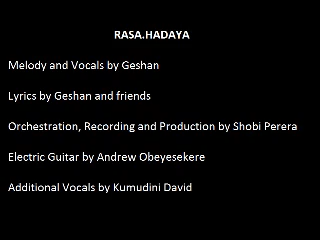 RASA.HADAYA
Melody and Vocals by Geshan
Lyrics by Geshan and friends
Orchestration, Recording and Production by Shobi Perera
Electric Guitar by Andrew Obeyesekere
Additional Vocals by Kumudini David